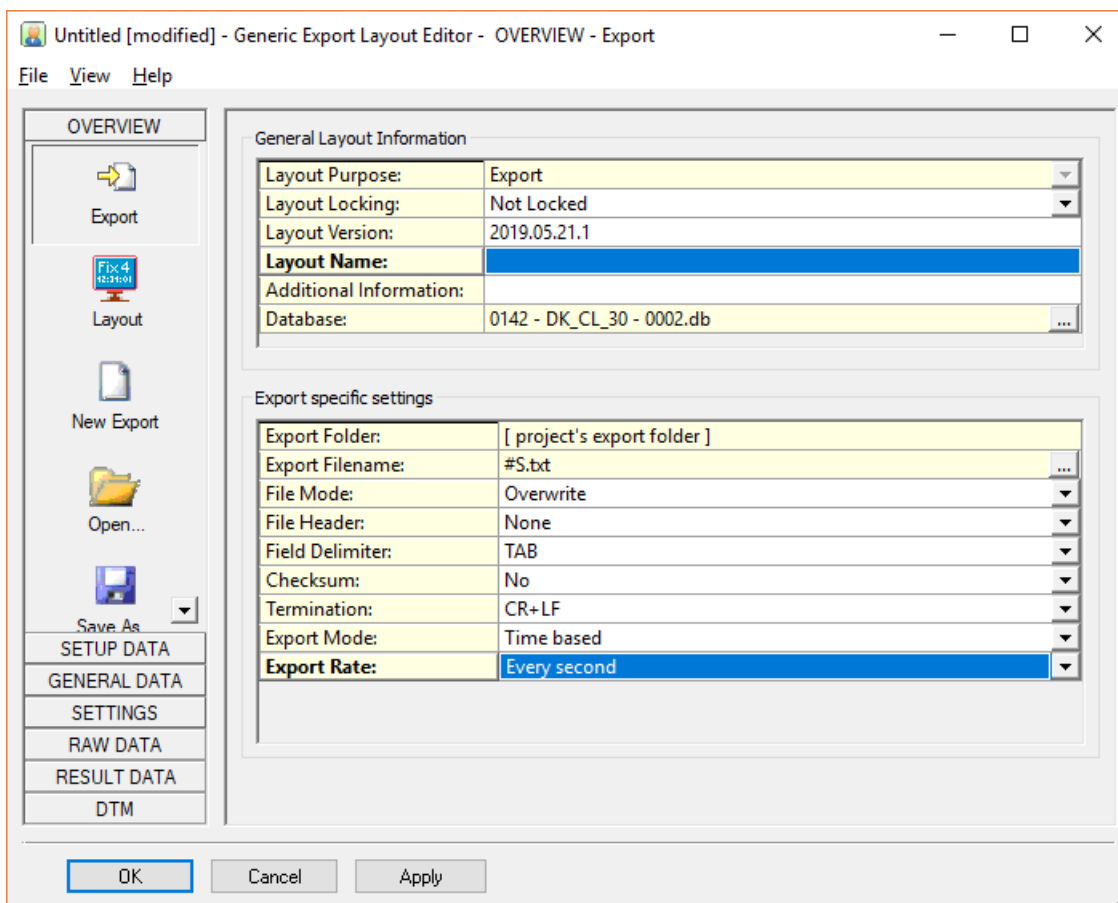 Untitled [modified] - Generic Export Layout Editor - OVERVIEW - Export
File View Help
OVERVIEW
Export
Fix4
12:31:01
Layout
New Export
Open...
Save As
SETUP DATA
GENERAL DATA
SETTINGS
RAW DATA
RESULT DATA
DTM
General Layout Information
Layout Purpose: Export
Layout Locking: Not Locked
Layout Version: 2019.05.21.1
Layout Name:
Additional Information:
Database: 0142 - DK_CL_30 - 0002.db ...
Export specific settings
Export Folder: [ project's export folder ]
Export Filename: #S.txt ...
File Mode: Overwrite
File Header: None
Field Delimiter: TAB
Checksum: No
Termination: CR+LF
Export Mode: Time based
Export Rate: Every second
OK Cancel Apply